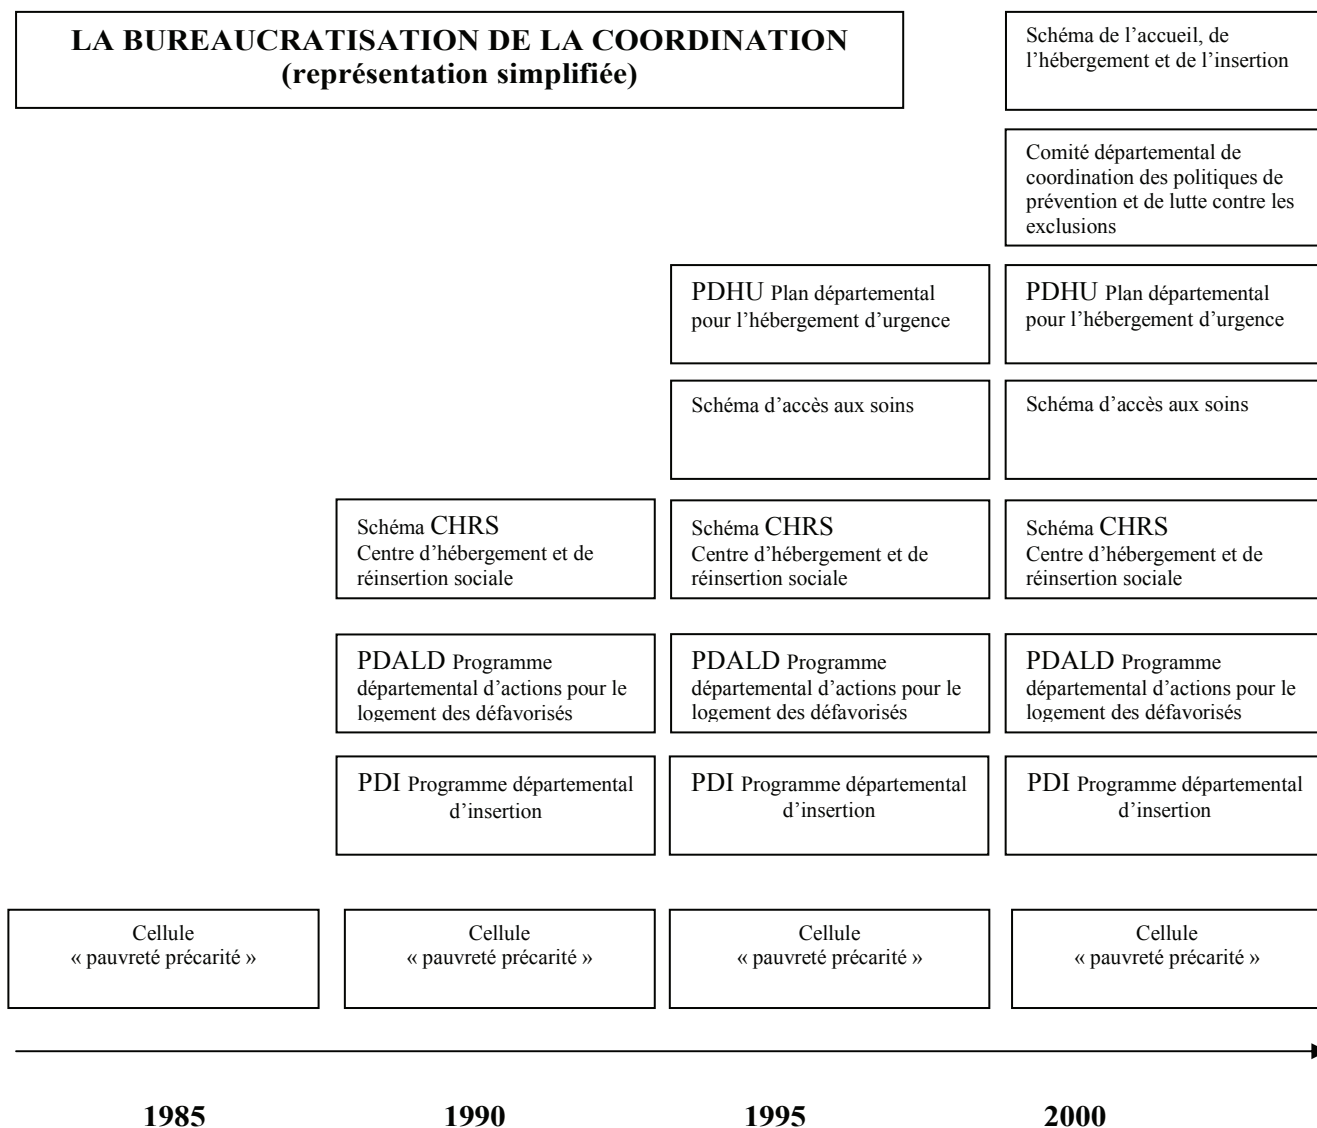 LA BUREAUCRATISATION DE LA COORDINATION
(représentation simplifiée)
Schéma de l’accueil, de
l’hébergement et de l’insertion
Comité départemental de
coordination des politiques de
prévention et de lutte contre les
exclusions
PDHU Plan départemental
pour l’hébergement d’urgence
PDHU Plan départemental
pour l’hébergement d’urgence
Schéma d’accès aux soins
Schéma d’accès aux soins
Schéma CHRS
Centre d’hébergement et de
réinsertion sociale
Schéma CHRS
Centre d’hébergement et de
réinsertion sociale
Schéma CHRS
Centre d’hébergement et de
réinsertion sociale
PDALD Programme
départemental d’actions pour le
logement des défavorisés
PDALD Programme
départemental d’actions pour le
logement des défavorisés
PDALD Programme
départemental d’actions pour le
logement des défavorisés
PDI Programme départemental
d’insertion
PDI Programme départemental
d’insertion
PDI Programme départemental
d’insertion
Cellule
« pauvreté précarité »
Cellule
« pauvreté précarité »
Cellule
« pauvreté précarité »
Cellule
« pauvreté précarité »
1985
1990
1995
2000